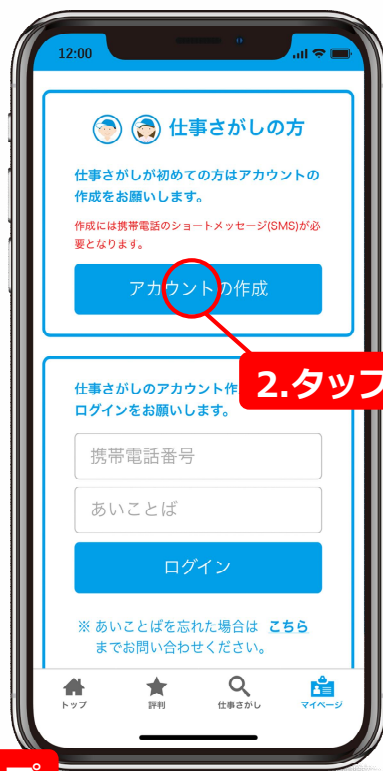 12:00
仕事さがしの方
仕事さがしが初めての方はアカウントの
作成をお願いします。
作成には携帯電話のショートメッセージ(SMS)が必
要となります。
アカウントの作成
2.タップ
仕事さがしのアカウント作
ログインをお願いします。
携帯電話番号
あいことば
ログイン
※ あいことばを忘れた場合は こちら
までお問い合わせください。
トップ 評判 仕事さがし マイページ
プ